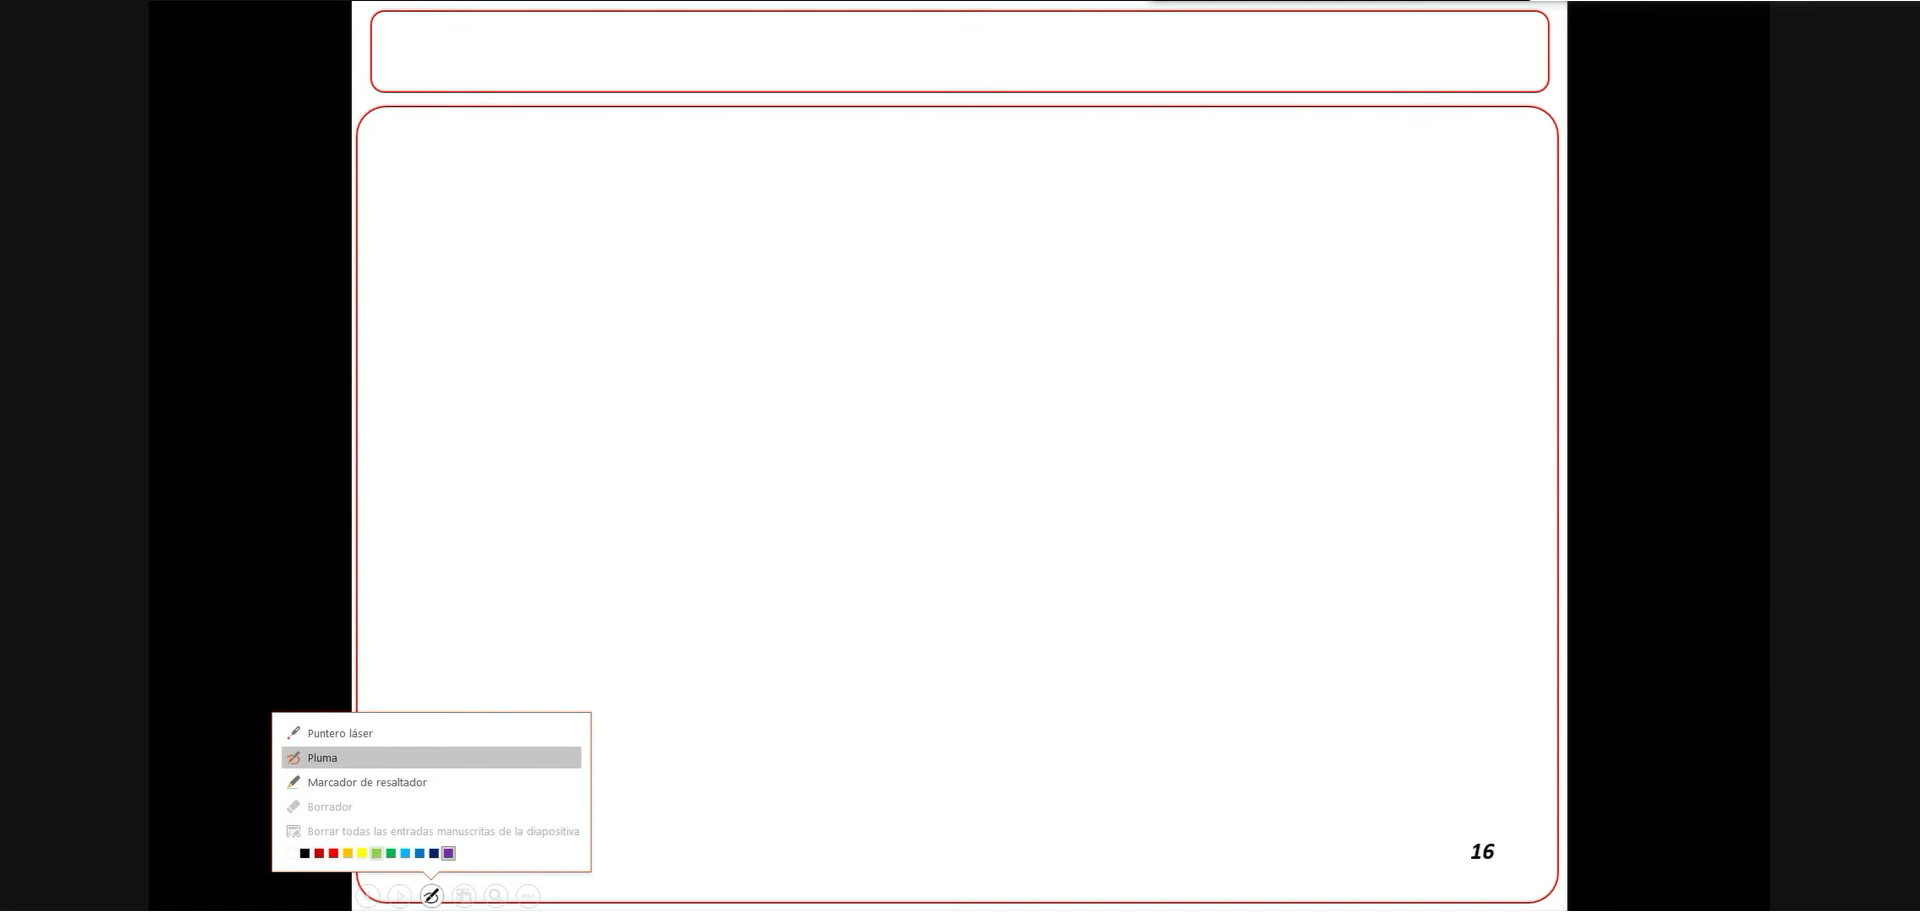 Puntero láser
Pluma
Marcador de resaltador
Borrador
Borrar todas las entradas manuscritas de la diapositiva
16